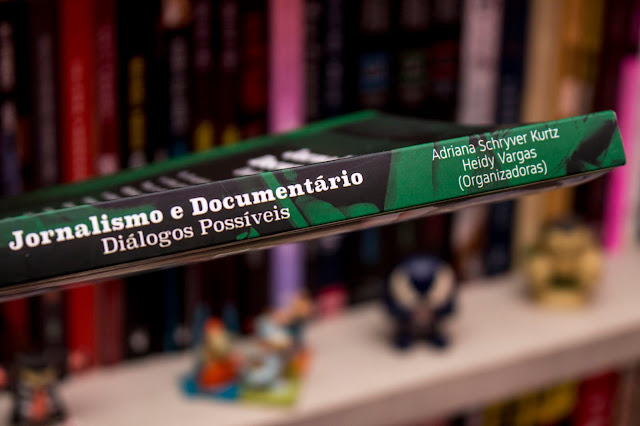 Jornalismo e Documentário
Diálogos Possíveis
Adriana Schryver Kurtz
Heidy Vargas
(Organizadoras)